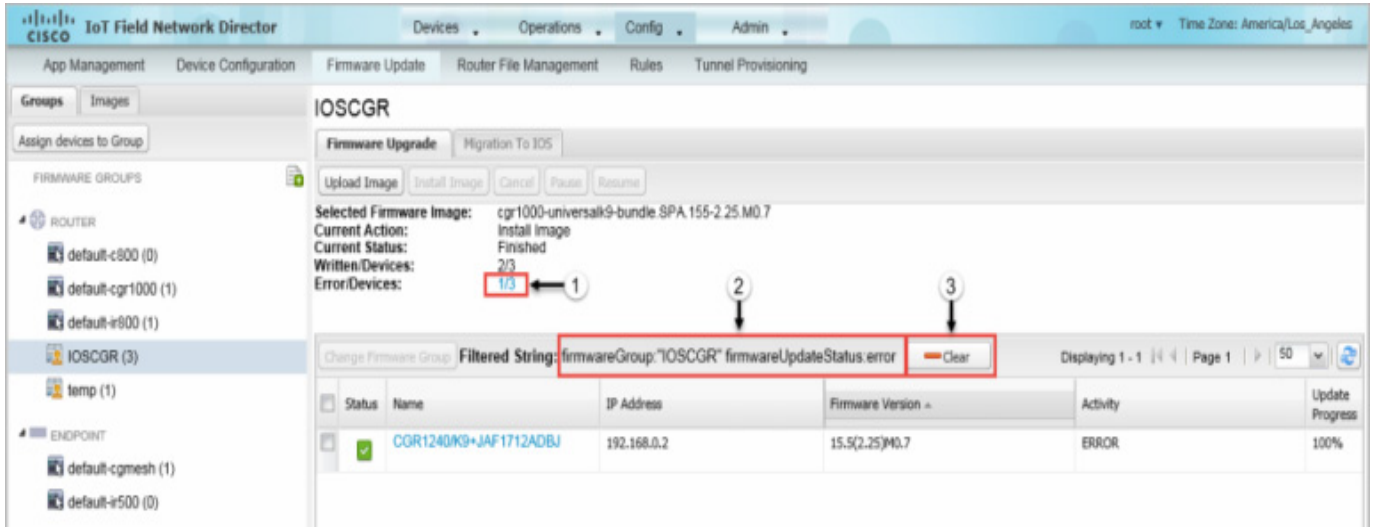 CISCO IoT Field Network Director Devices Operations Config Admin root Time Zone: America/Los_Angeles
App Management Device Configuration Firmware Update Router File Management Rules Tunnel Provisioning
Groups Images
IOSCGR
Assign devices to Group
Firmware Upgrade Migration To IOS
FIRMWARE GROUPS
Upload Image Install Image Cancel Pause Resume
Selected Firmware Image: cgr1000-universalk9-bundle.SPA.155-2.25.M0.7
Current Action: Install Image
Current Status: Finished
Written/Devices: 2/3
Error/Devices: 1/3
1
2
3
ROUTER
default-c800 (0)
default-cgr1000 (1)
default-ir800 (1)
IOSCGR (3)
temp (1)
ENDPOINT
default-cgmesh (1)
default-ir500 (0)
Change Firmware Group Filtered String: firmwareGroup:"IOSCGR" firmwareUpdateStatus:error Clear Displaying 1 - 1 Page 1 50
Status Name IP Address Firmware Version Activity Update Progress
CGR1240/K9+JAF1712ADBJ 192.168.0.2 15.5(2.25)M0.7 ERROR 100%